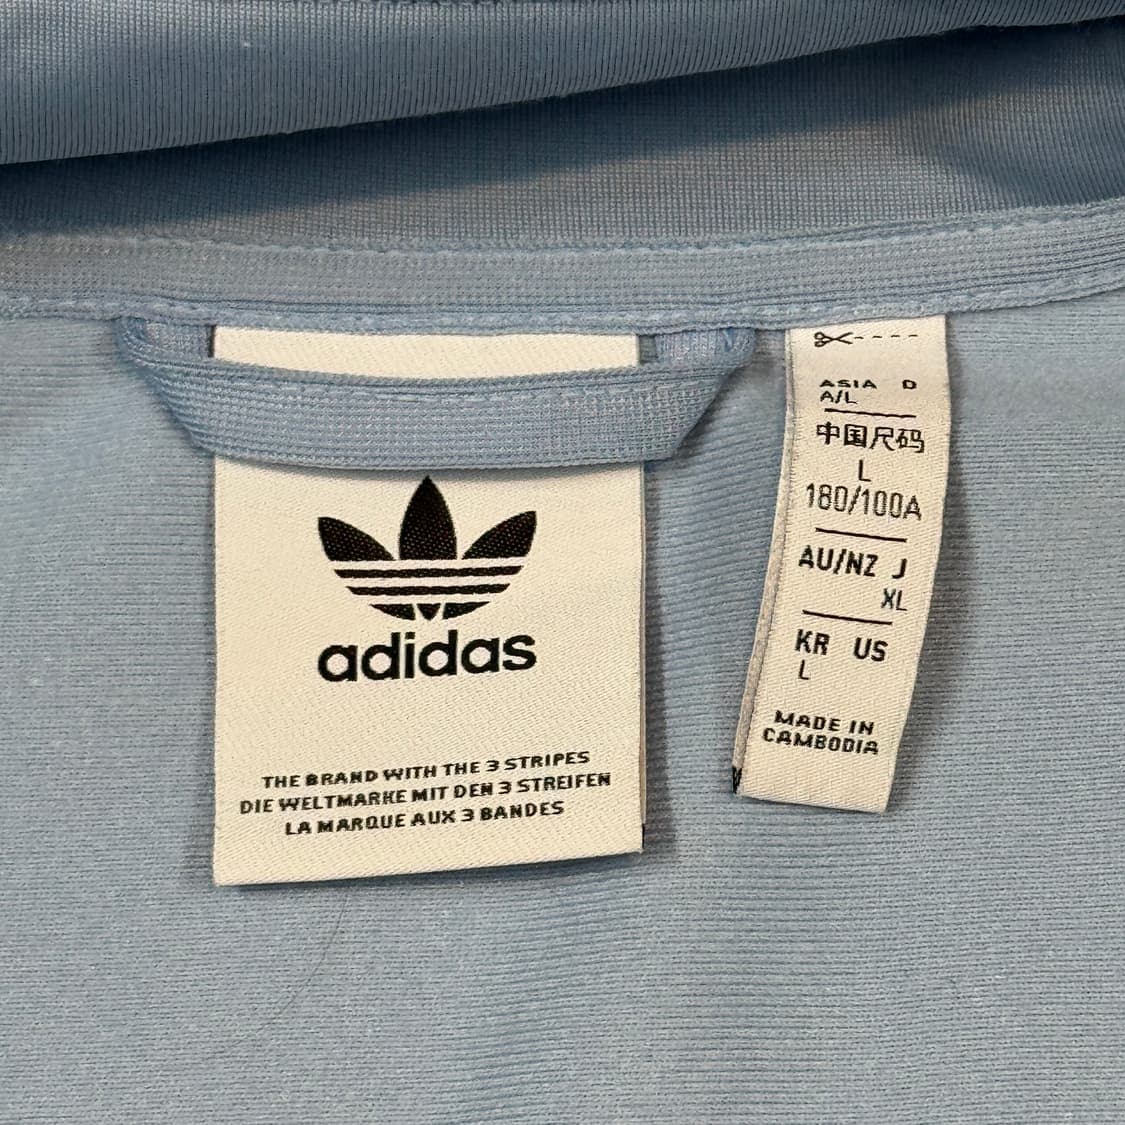 adidas
THE BRAND WITH THE 3 STRIPES
DIE WELTMARKE MIT DEN 3 STREIFEN
LA MARQUE AUX 3 BANDES
ASIA D
A/L
中国尺码
L
180/100A
AU/NZ J
XL
KR US
L
MADE IN
CAMBODIA